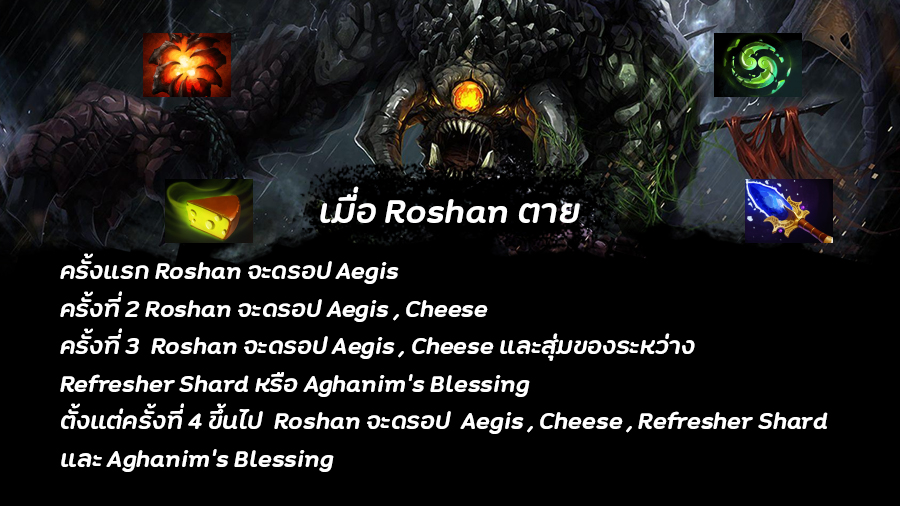 เมื่อ Roshan ตาย
ครั้งแรก Roshan จะดรอป Aegis
ครั้งที่ 2 Roshan จะดรอป Aegis , Cheese
ครั้งที่ 3  Roshan จะดรอป Aegis , Cheese และสุ่มของระหว่าง
Refresher Shard หรือ Aghanim's Blessing
ตั้งแต่ครั้งที่ 4 ขึ้นไป  Roshan จะดรอป  Aegis , Cheese , Refresher Shard
และ Aghanim's Blessing